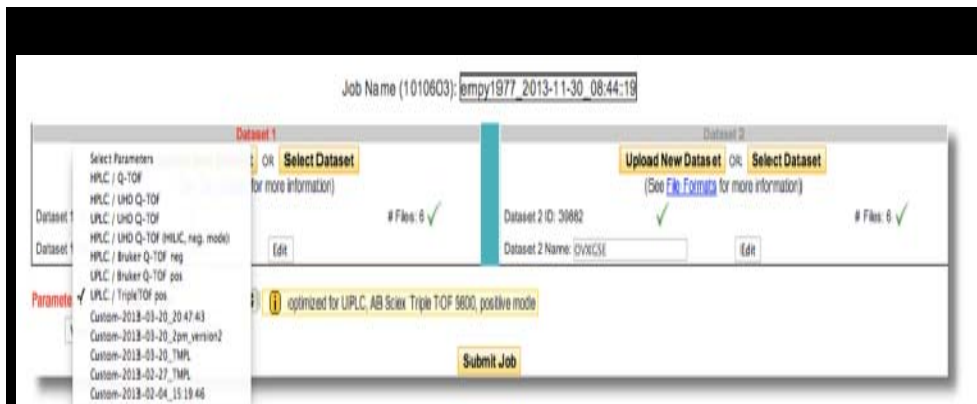 Job Name (1010603): empy1977_2013-11-30_08:44:19
Dataset 1
Dataset 2
OR Select Dataset
Upload New Dataset OR Select Dataset
for more information)
(See File Formats for more information)
Dataset 1
# Files: 6
Dataset 2 ID: 39882
# Files: 6
Dataset 1
Edit
Dataset 2 Name: OVXCSE
Edit
Select Parameters
HPLC / Q-TOF
HPLC / UHD Q-TOF
UPLC / UHD Q-TOF
HPLC / UHD Q-TOF (HILIC, neg. mode)
HPLC / Bruker Q-TOF neg
UPLC / Bruker Q-TOF pos
UPLC / TripleTOF pos
Custom-2013-03-20_20:47:43
Custom-2013-03-20_2pm_version2
Custom-2013-03-20_TMPL
Custom-2013-02-27_TMPL
Custom-2013-02-04_15:19:46
Paramete
optimized for UPLC, AB Sciex Triple TOF 5600, positive mode
Submit Job